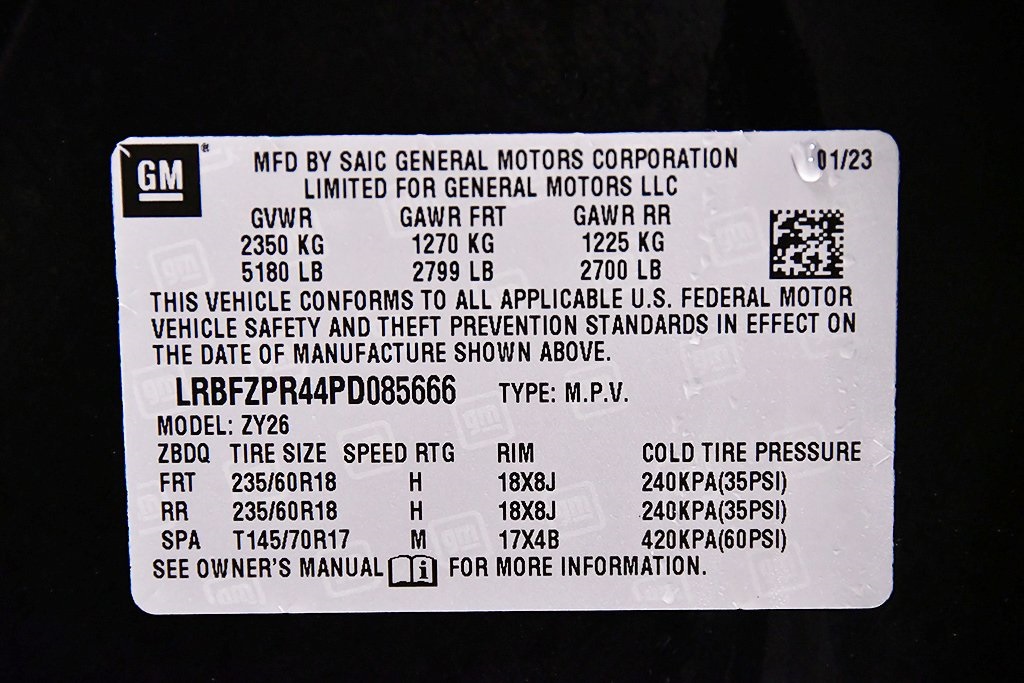 GM® MFD BY SAIC GENERAL MOTORS CORPORATION 01/23
LIMITED FOR GENERAL MOTORS LLC
GVWR GAWR FRT GAWR RR
2350 KG 1270 KG 1225 KG
5180 LB 2799 LB 2700 LB
THIS VEHICLE CONFORMS TO ALL APPLICABLE U.S. FEDERAL MOTOR
VEHICLE SAFETY AND THEFT PREVENTION STANDARDS IN EFFECT ON
THE DATE OF MANUFACTURE SHOWN ABOVE.
LRBFZPR44PD085666 TYPE: M.P.V.
MODEL: ZY26
ZBDQ TIRE SIZE SPEED RTG RIM COLD TIRE PRESSURE
FRT 235/60R18 H 18X8J 240KPA(35PSI)
RR 235/60R18 H 18X8J 240KPA(35PSI)
SPA T145/70R17 M 17X4B 420KPA(60PSI)
SEE OWNER'S MANUAL i FOR MORE INFORMATION.